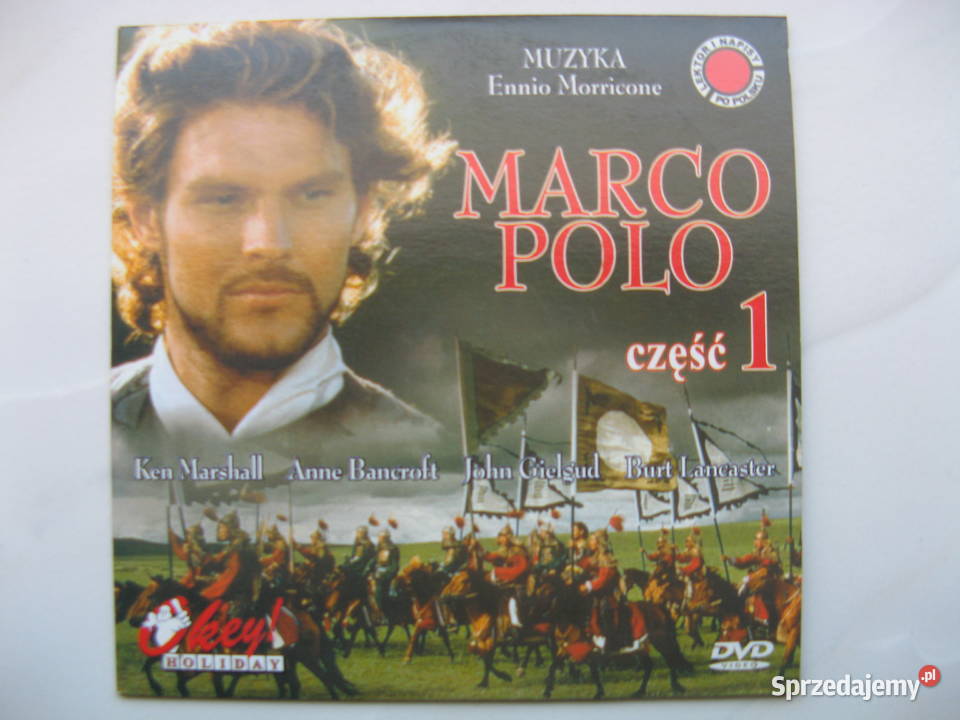 MUZYKA
Ennio Morricone
LEKTOR I NAPISY
PO POLSKU
MARCO
POLO
część 1
Ken Marshall Anne Bancroft John Gielgud Burt Lancaster
Okey!
HOLIDAY
DVD
VIDEO
Sprzedajemy.pl